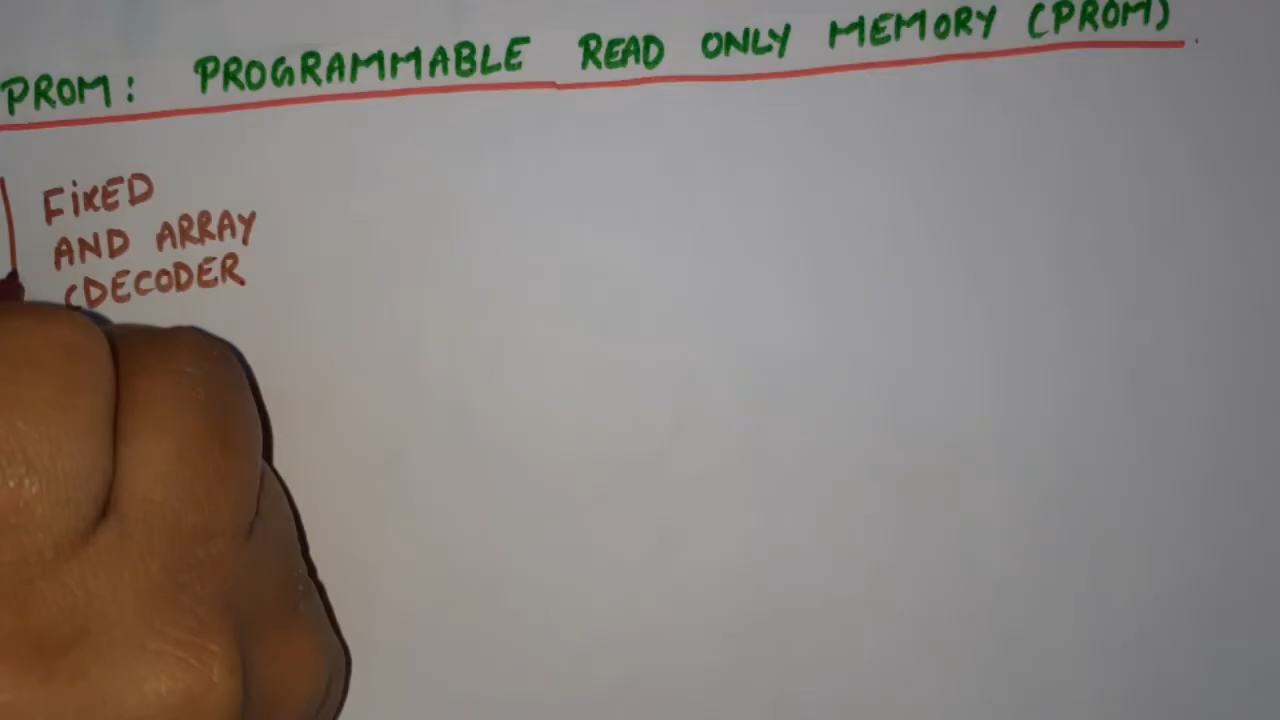 PROM: PROGRAMMABLE READ ONLY MEMORY (PROM)
FIXED
AND ARRAY
(DECODER